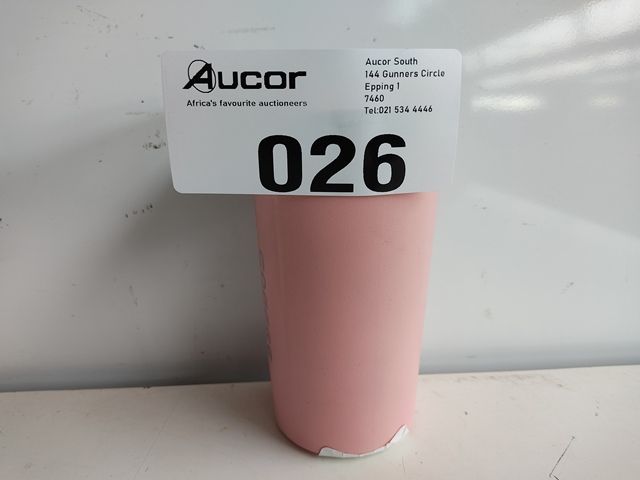 Aucor
Africa's favourite auctioneers
Aucor South
144 Gunners Circle
Epping 1
7460
Tel:021 534 4446
026